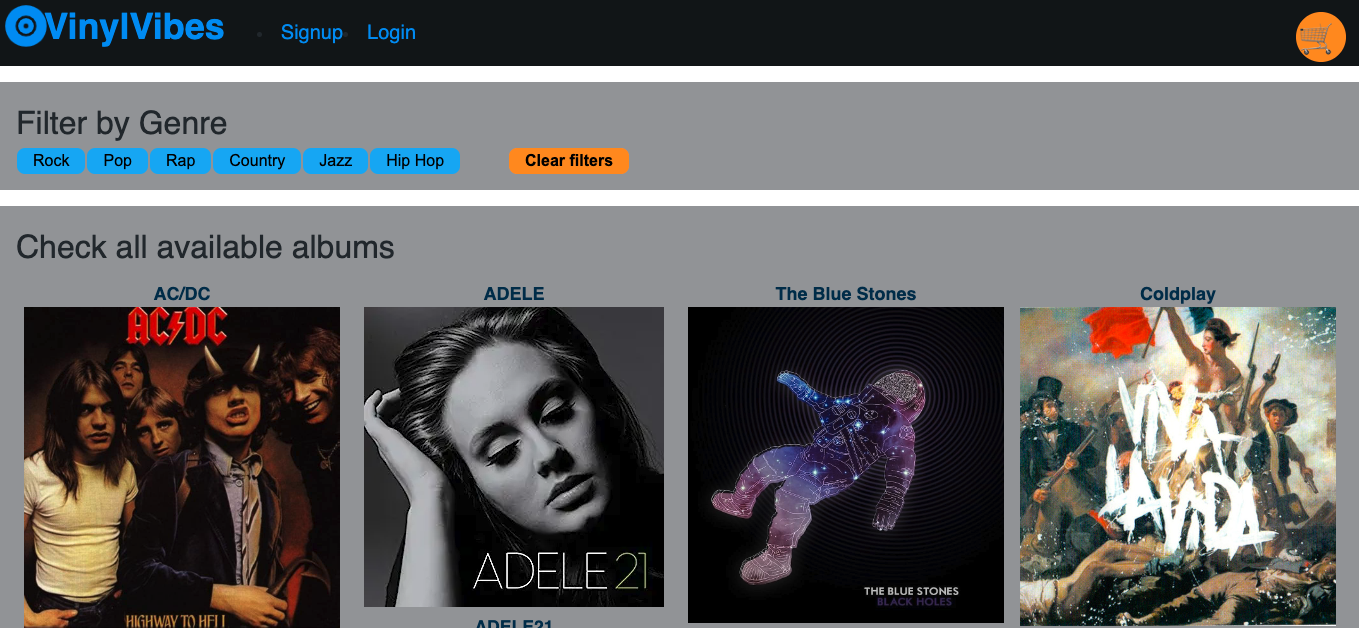 VinylVibes
Signup
Login
Filter by Genre
Rock
Pop
Rap
Country
Jazz
Hip Hop
Clear filters
Check all available albums
AC/DC
ADELE
The Blue Stones
Coldplay
AC/DC
HIGHWAY TO HELL
ADELE 21
THE BLUE STONES
BLACK HOLES
VIVA
LA VIDA
ADELE21